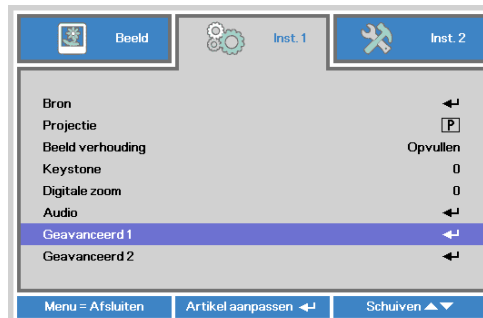 Beeld Inst. 1 Inst. 2
Bron
Projectie P
Beeld verhouding Opvullen
Keystone 0
Digitale zoom 0
Audio
Geavanceerd 1
Geavanceerd 2
Menu = Afsluiten Artikel aanpassen Schuiven